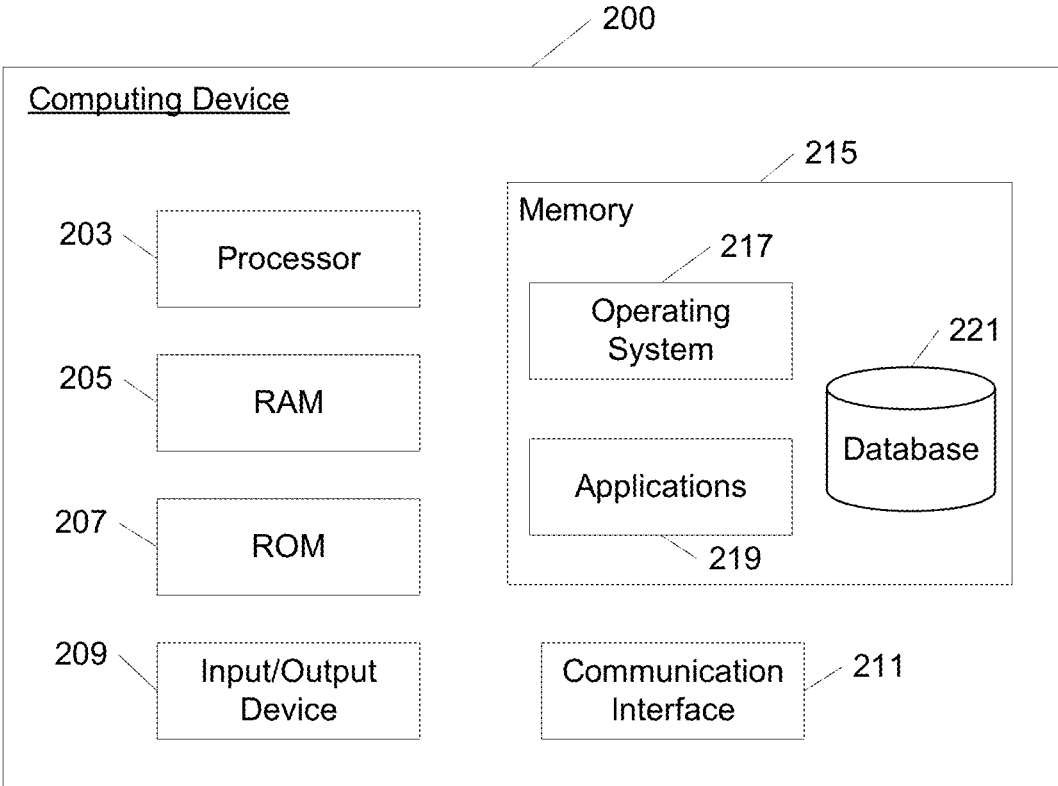 200
Computing Device
215
Memory
203
Processor
217
Operating
System
221
205
RAM
Database
Applications
207
ROM
219
209
Input/Output
Device
Communication
Interface
211